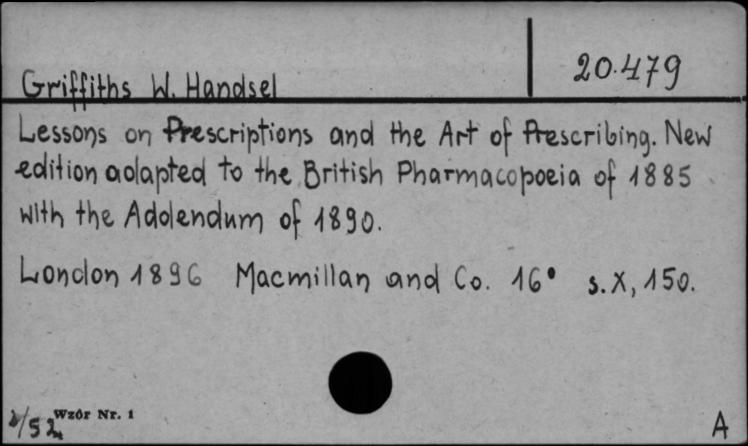 20.479
Griffiths W. Handsel
Lessons on Prescriptions and the Art of Prescribing. New
edition adapted to the British Pharmacopoeia of 1885
with the Addendum of 1890.
London 1896 Macmillan and Co. 16° s. X, 150.
Wzór Nr. 1
/52
A